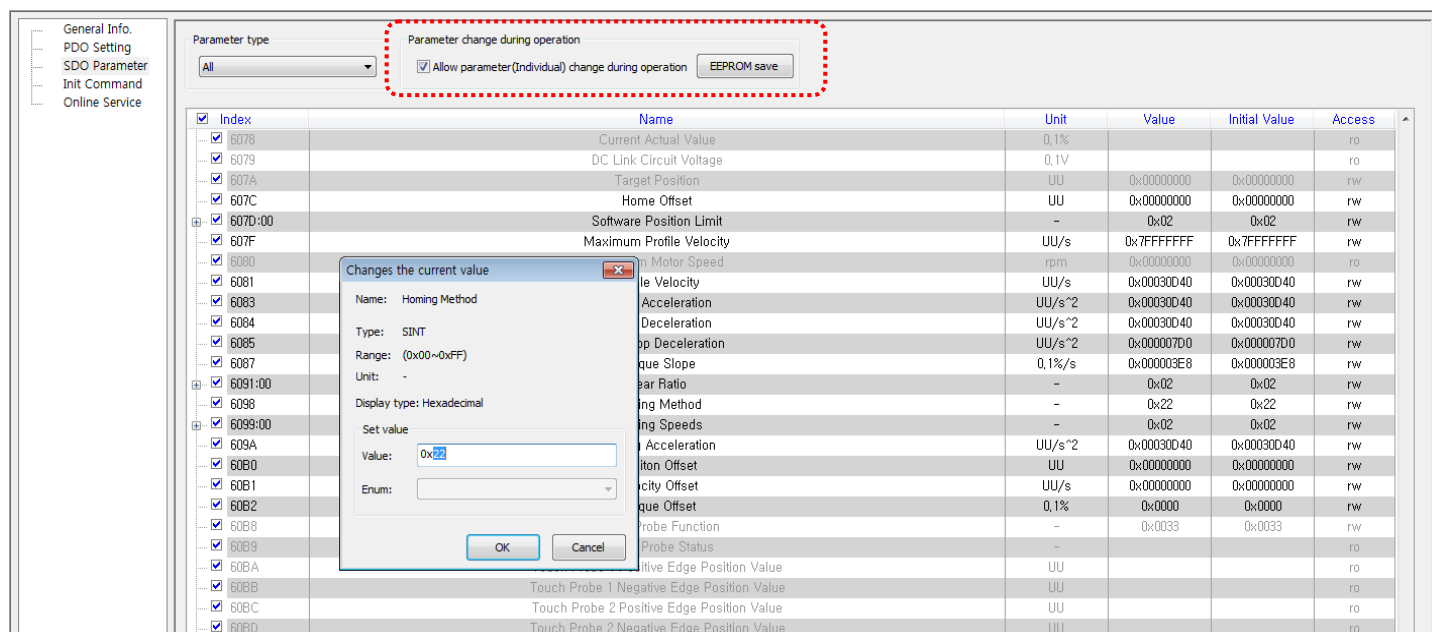 General Info.
PDO Setting
SDO Parameter
Init Command
Online Service
Parameter type
All
Parameter change during operation
Allow parameter(Individual) change during operation EEPROM save
Index Name Unit Value Initial Value Access
6078 Current Actual Value 0,1% ro
6079 DC Link Circuit Voltage 0,1V ro
607A Target Position UU 0x00000000 0x00000000 rw
607C Home Offset UU 0x00000000 0x00000000 rw
607D:00 Software Position Limit - 0x02 0x02 rw
607F Maximum Profile Velocity UU/s 0x7FFFFFFF 0x7FFFFFFF rw
6080 Motor Speed rpm 0x00000000 0x00000000 ro
6081 Velocity UU/s 0x00030D40 0x00030D40 rw
6083 Acceleration UU/s^2 0x00030D40 0x00030D40 rw
6084 Deceleration UU/s^2 0x00030D40 0x00030D40 rw
6085 Deceleration UU/s^2 0x000007D0 0x000007D0 rw
6087 que Slope 0,1%/s 0x000003E8 0x000003E8 rw
6091:00 ear Ratio - 0x02 0x02 rw
6098 ing Method - 0x22 0x22 rw
6099:00 ing Speeds - 0x02 0x02 rw
609A Acceleration UU/s^2 0x00030D40 0x00030D40 rw
60B0 iton Offset UU 0x00000000 0x00000000 rw
60B1 ocity Offset UU/s 0x00000000 0x00000000 rw
60B2 que Offset 0,1% 0x0000 0x0000 rw
60B8 Probe Function - 0x0033 0x0033 rw
60B9 Probe Status - ro
60BA Touch Probe 1 Positive Edge Position Value UU ro
60BB Touch Probe 1 Negative Edge Position Value UU ro
60BC Touch Probe 2 Positive Edge Position Value UU ro
60BD Touch Probe 2 Negative Edge Position Value UU ro
Changes the current value
Name: Homing Method
Type: SINT
Range: (0x00~0xFF)
Unit: -
Display type: Hexadecimal
Set value
Value: 0x22
Enum:
OK Cancel